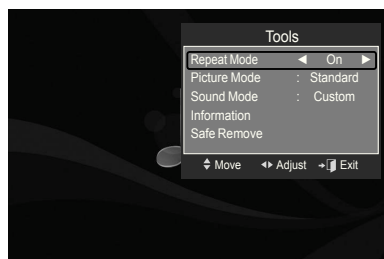 Tools
Repeat Mode ◀ On ▶
Picture Mode : Standard
Sound Mode : Custom
Information
Safe Remove
Move Adjust Exit